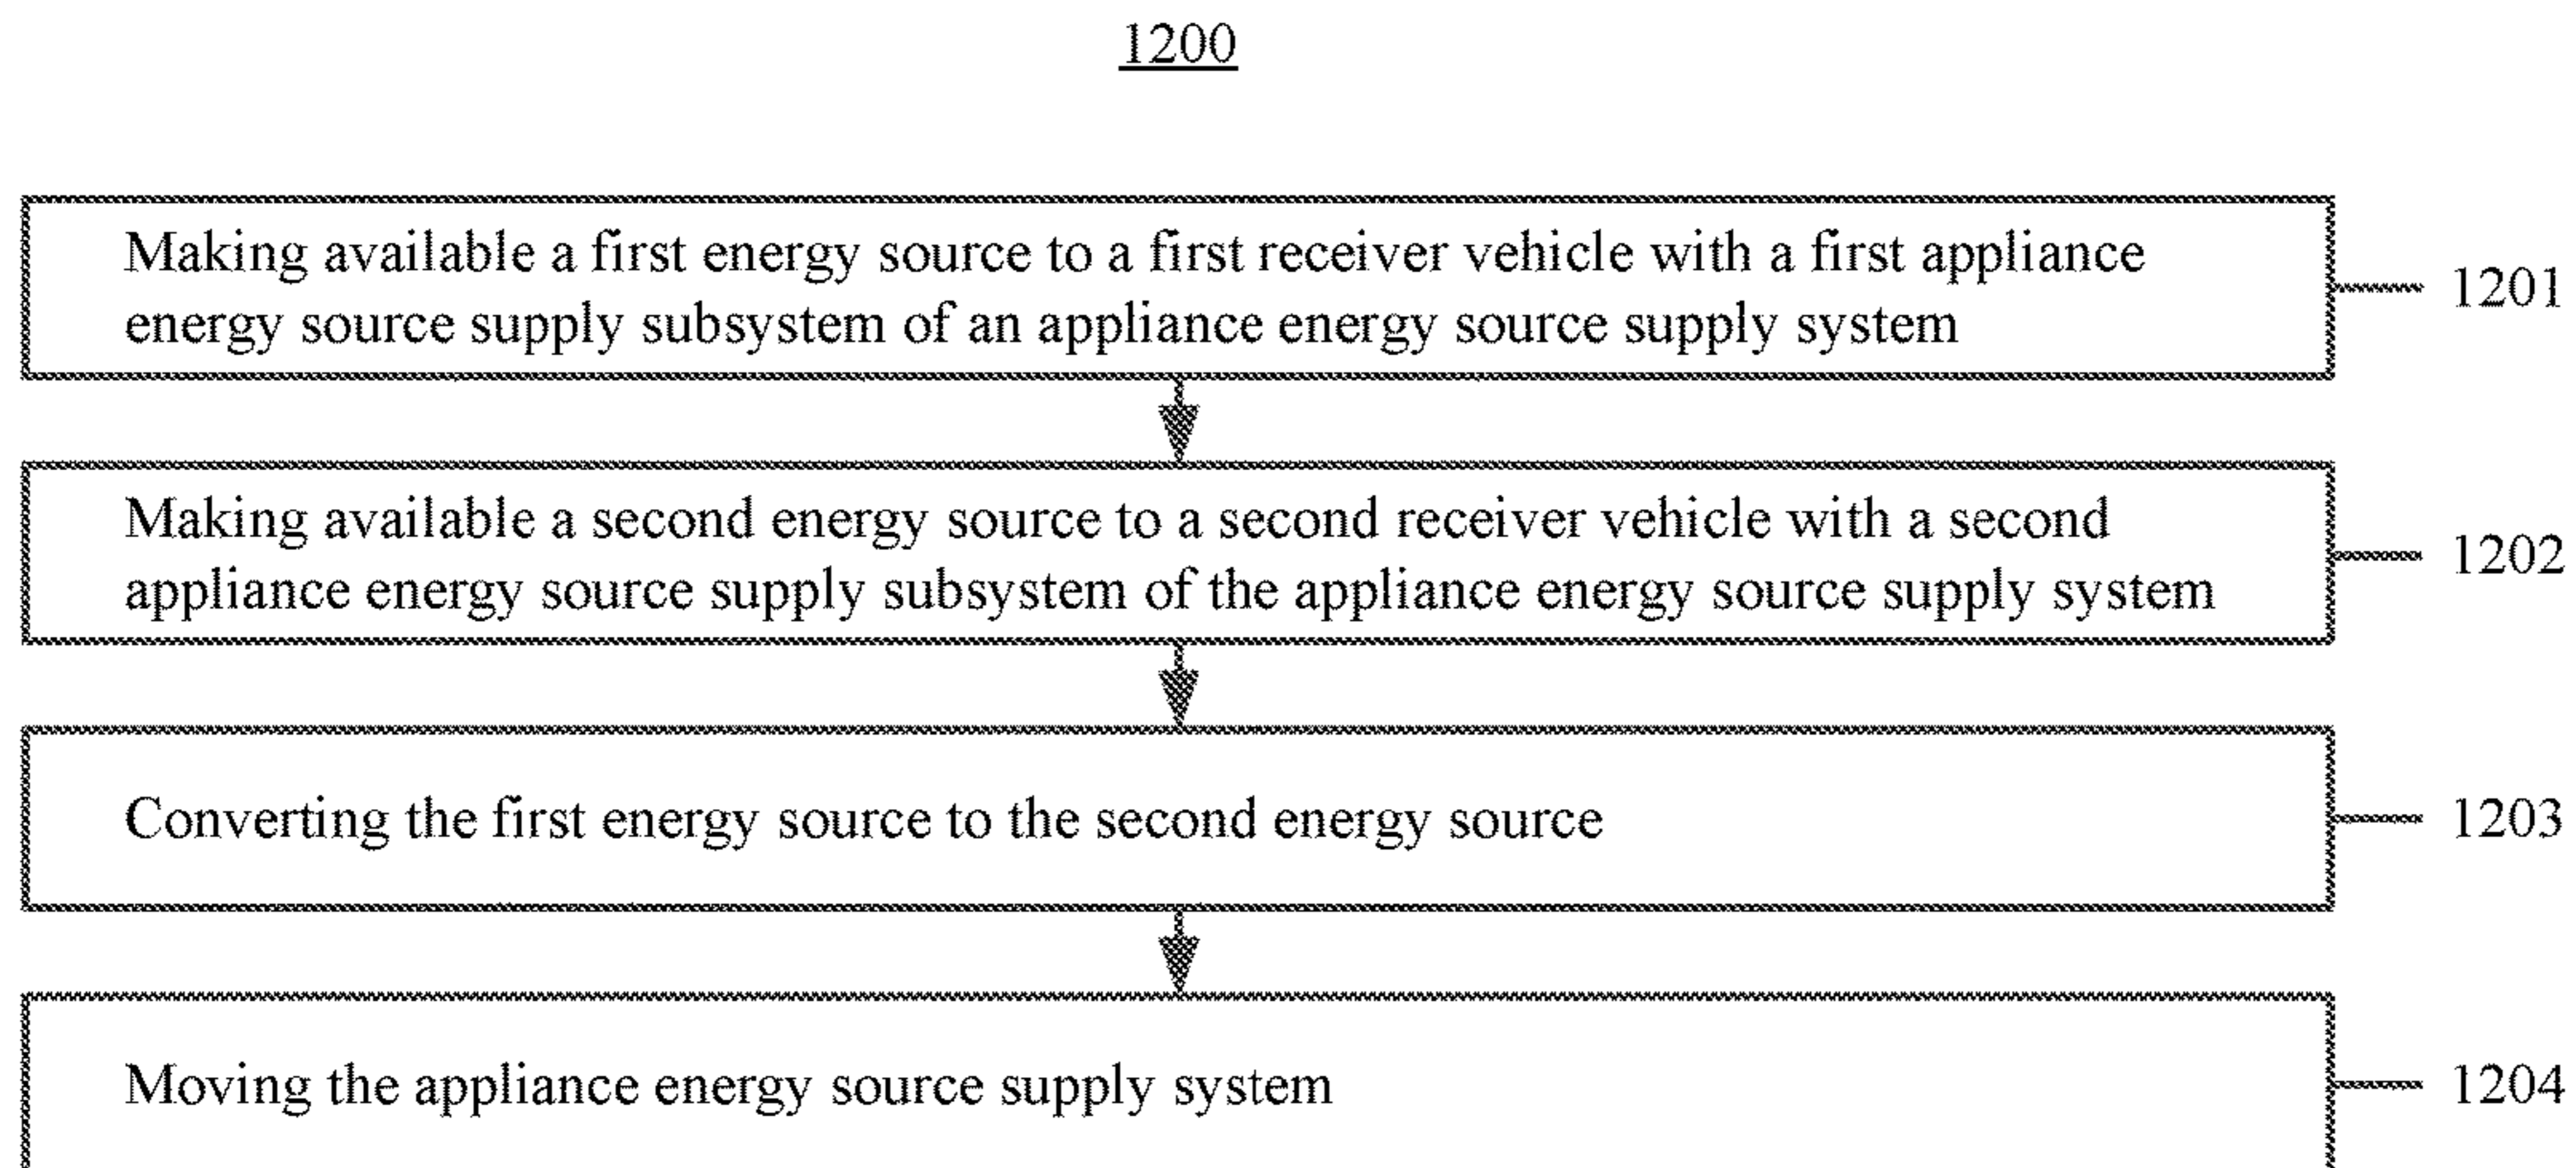 1200
Making available a first energy source to a first receiver vehicle with a first appliance
energy source supply subsystem of an appliance energy source supply system
1201
Making available a second energy source to a second receiver vehicle with a second
appliance energy source supply subsystem of the appliance energy source supply system
1202
Converting the first energy source to the second energy source
1203
Moving the appliance energy source supply system
1204